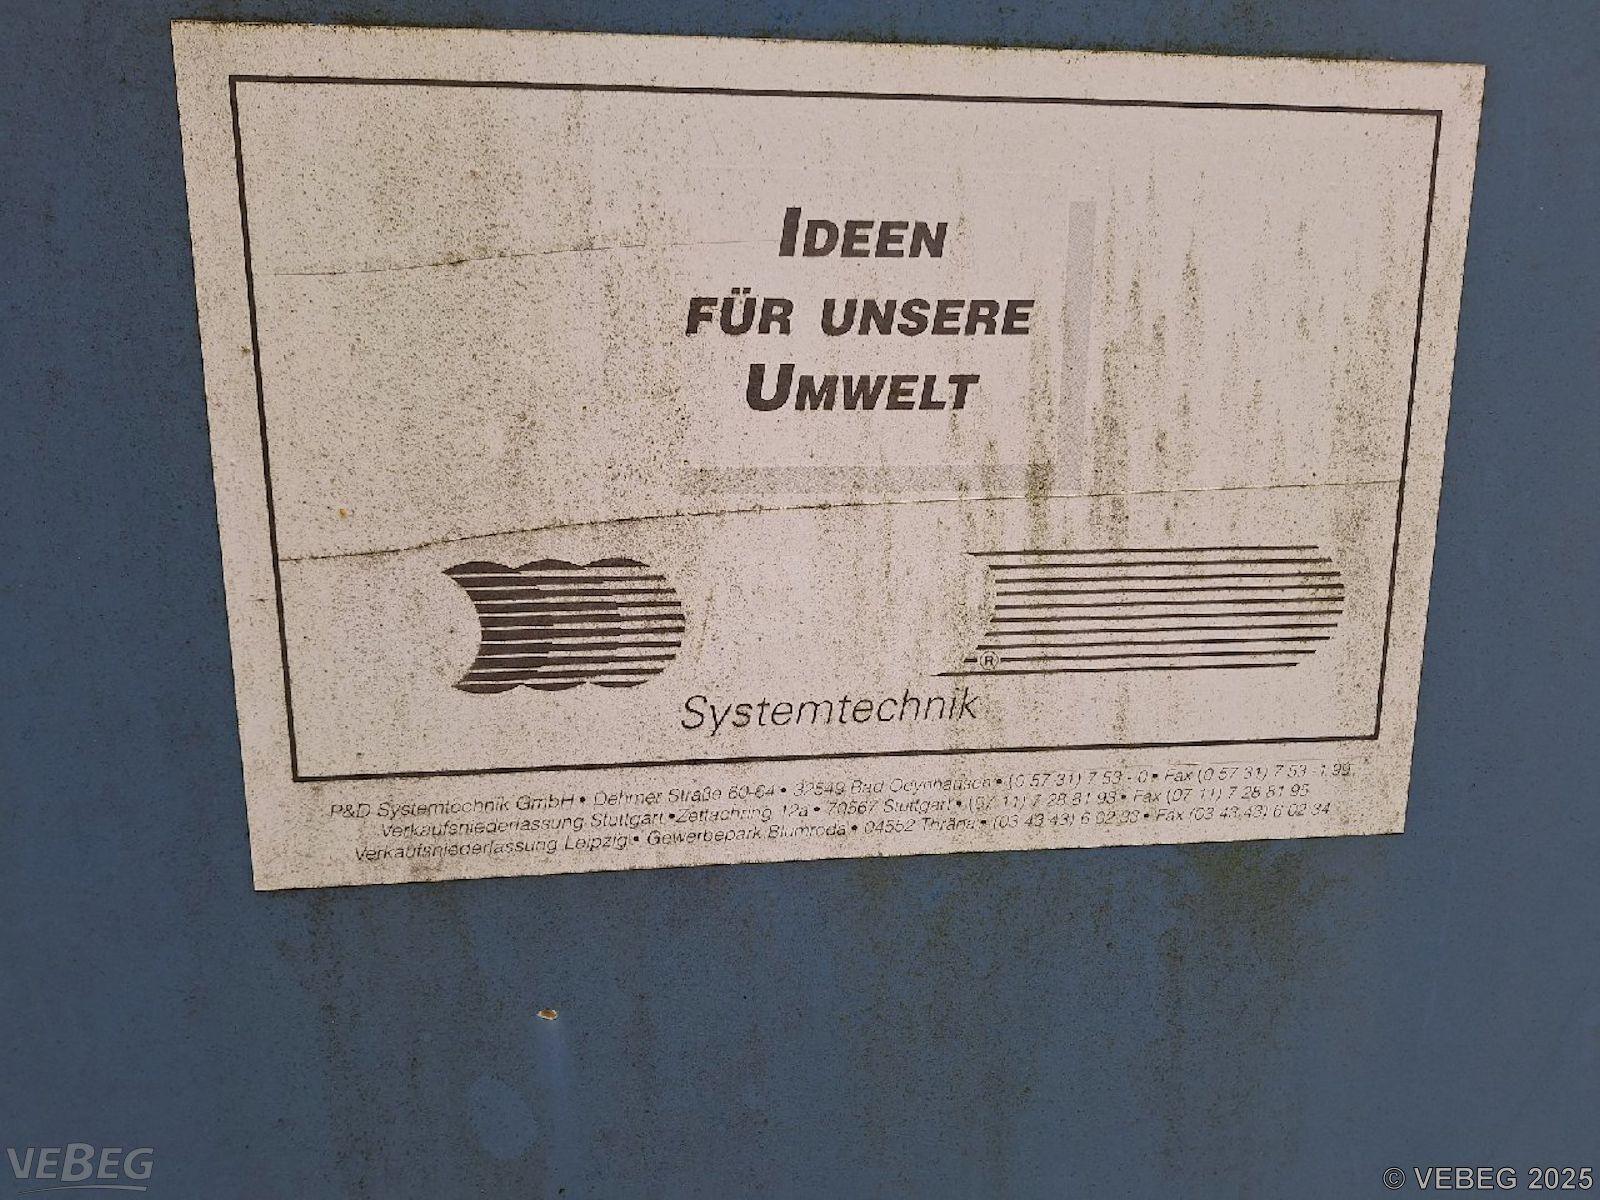 IDEEN
FÜR UNSERE
UMWELT
®
Systemtechnik
P&D Systemtechnik GmbH • Dehmer Straße 60-64 • 32549 Bad Oeynhausen • (0 57 31) 7 53 - 0 • Fax (0 57 31) 7 53 - 1 99
Verkaufsniederlassung Stuttgart • Zettachring 12a • 70567 Stuttgart • (07 11) 7 28 81 93 • Fax (07 11) 7 28 81 95
Verkaufsniederlassung Leipzig • Gewerbepark Blumroda • 04552 Thräna • (03 43 43) 6 02 33 • Fax (03 43 43) 6 02 34
VEBEG
© VEBEG 2025